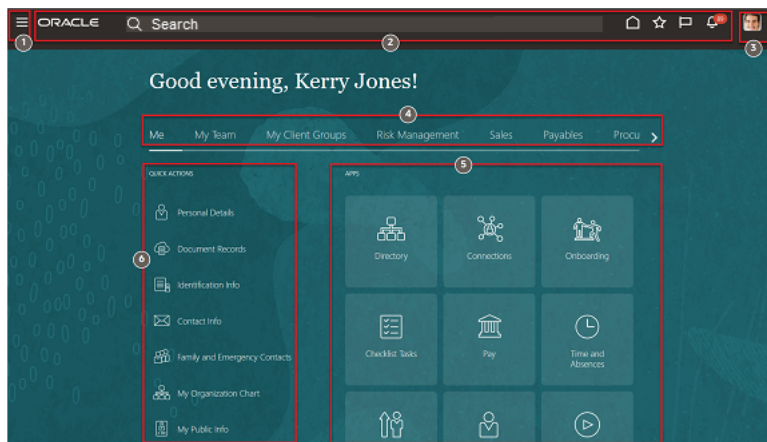 ORACLE
Search
1
2
3
Good evening, Kerry Jones!
4
Me My Team My Client Groups Risk Management Sales Payables Procu
5
QUICK ACTIONS
APPS
Personal Details
Document Records
6
Identification Info
Contact Info
Family and Emergency Contacts
My Organization Chart
My Public Info
Directory
Connections
Onboarding
Checklist Tasks
Pay
Time and
Absences